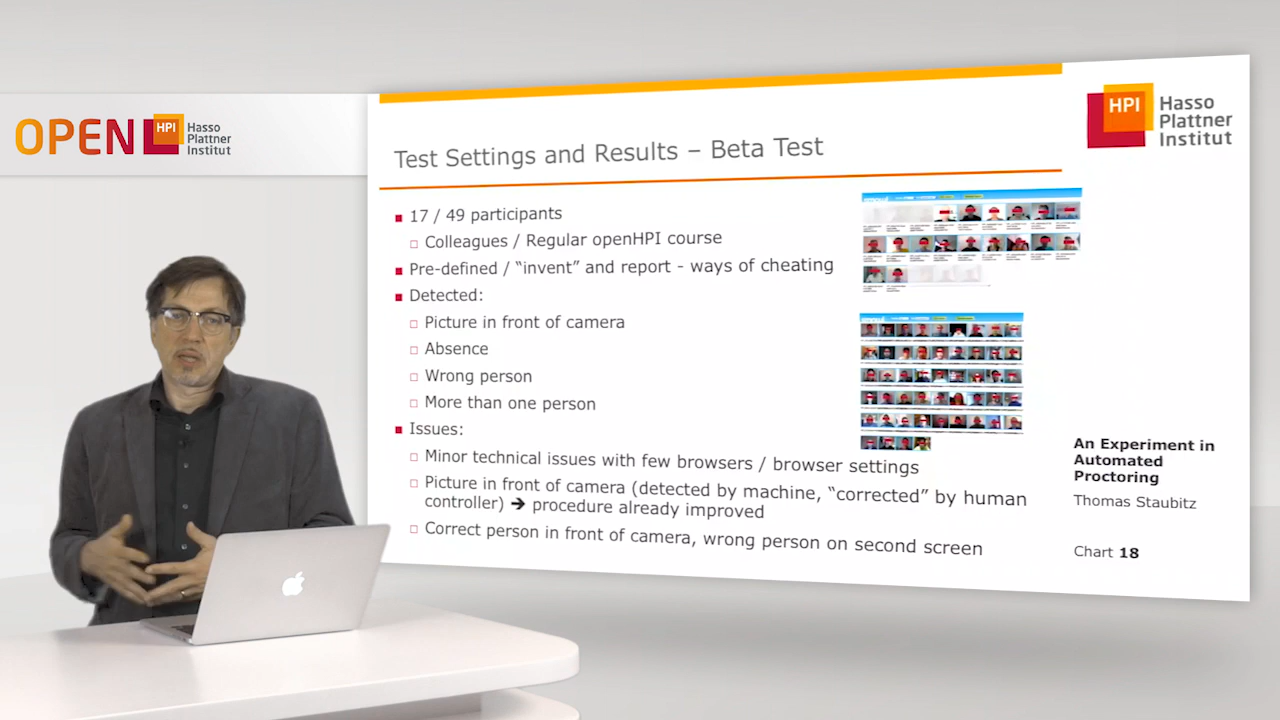 OPEN HPI Hasso
Plattner
Institut
HPI Hasso
Plattner
Institut
Test Settings and Results – Beta Test
17 / 49 participants
Colleagues / Regular openHPI course
Pre-defined / “invent” and report - ways of cheating
Detected:
Picture in front of camera
Absence
Wrong person
More than one person
Issues:
Minor technical issues with few browsers / browser settings
Picture in front of camera (detected by machine, “corrected” by human
controller) ➔ procedure already improved
Correct person in front of camera, wrong person on second screen
An Experiment in
Automated
Proctoring
Thomas Staubitz
Chart 18